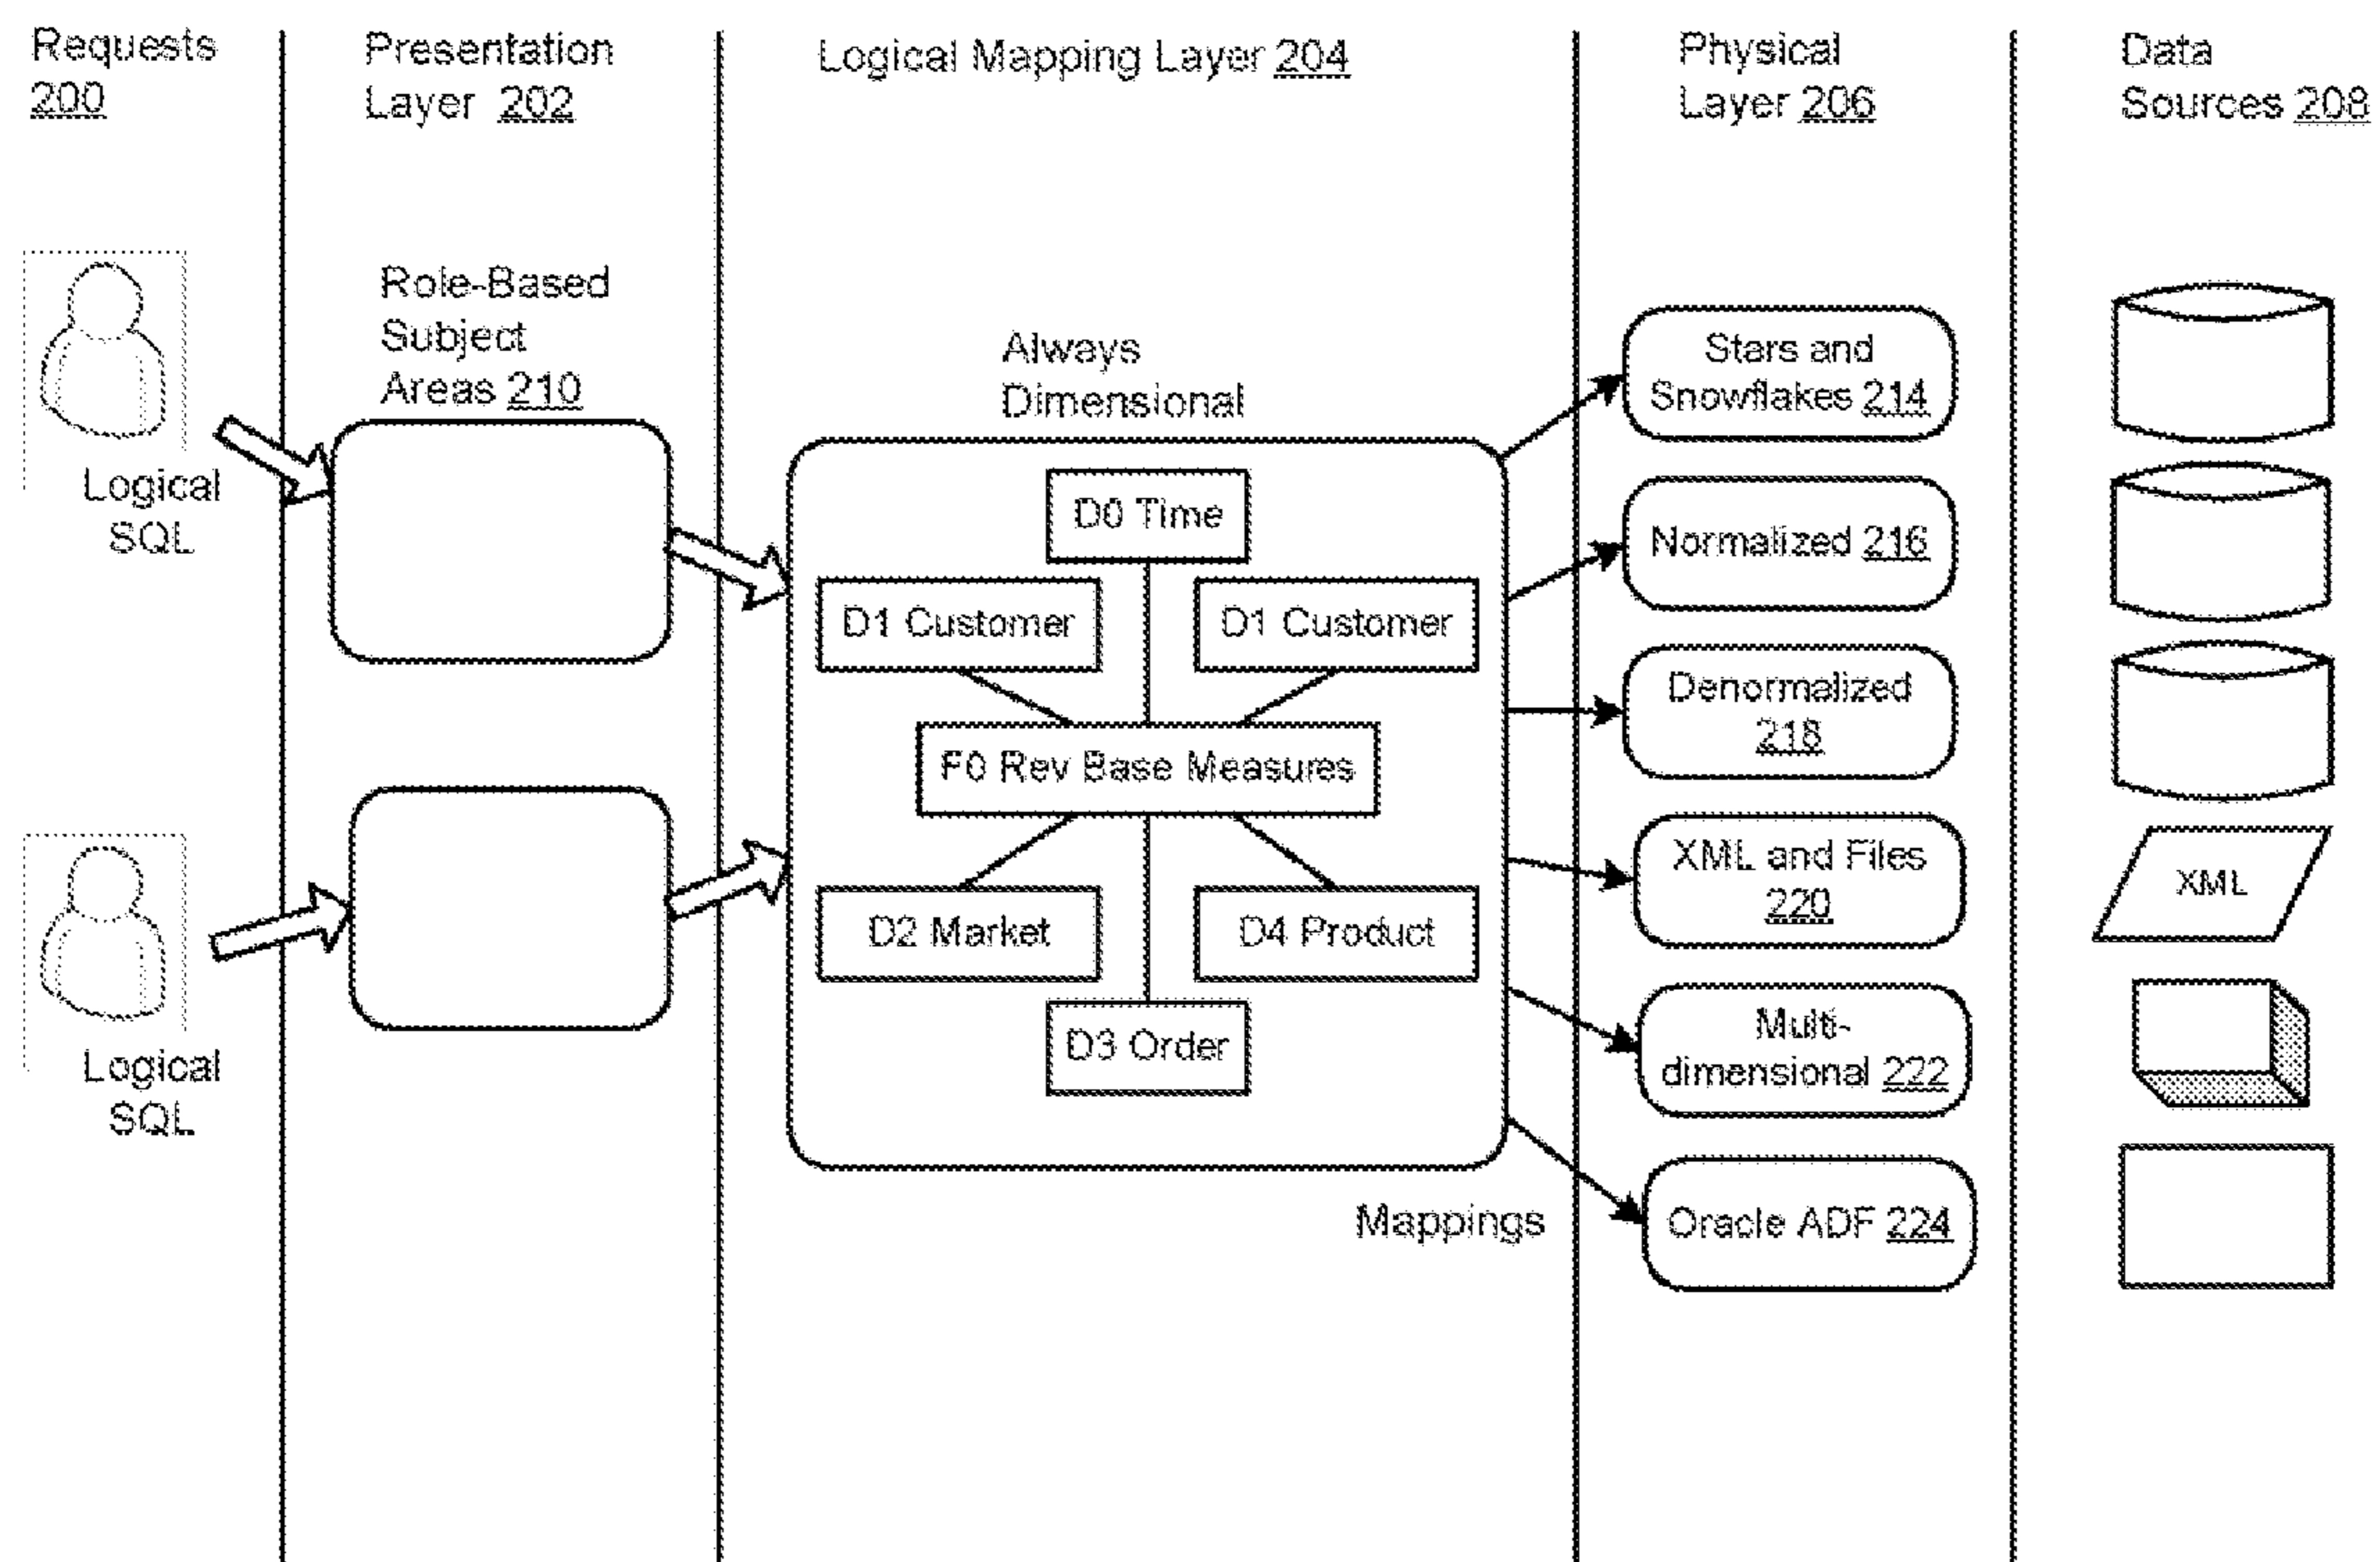 Requests
200
Presentation
Layer 202
Logical Mapping Layer 204
Physical
Layer 206
Data
Sources 208
Logical
SQL
Logical
SQL
Role-Based
Subject
Areas 210
Always
Dimensional
D0 Time
D1 Customer
D1 Customer
F0 Rev Base Measures
D2 Market
D4 Product
D3 Order
Mappings
Stars and
Snowflakes 214
Normalized 216
Denormalized
218
XML and Files
220
Multi-
dimensional 222
Oracle ADF 224
XML